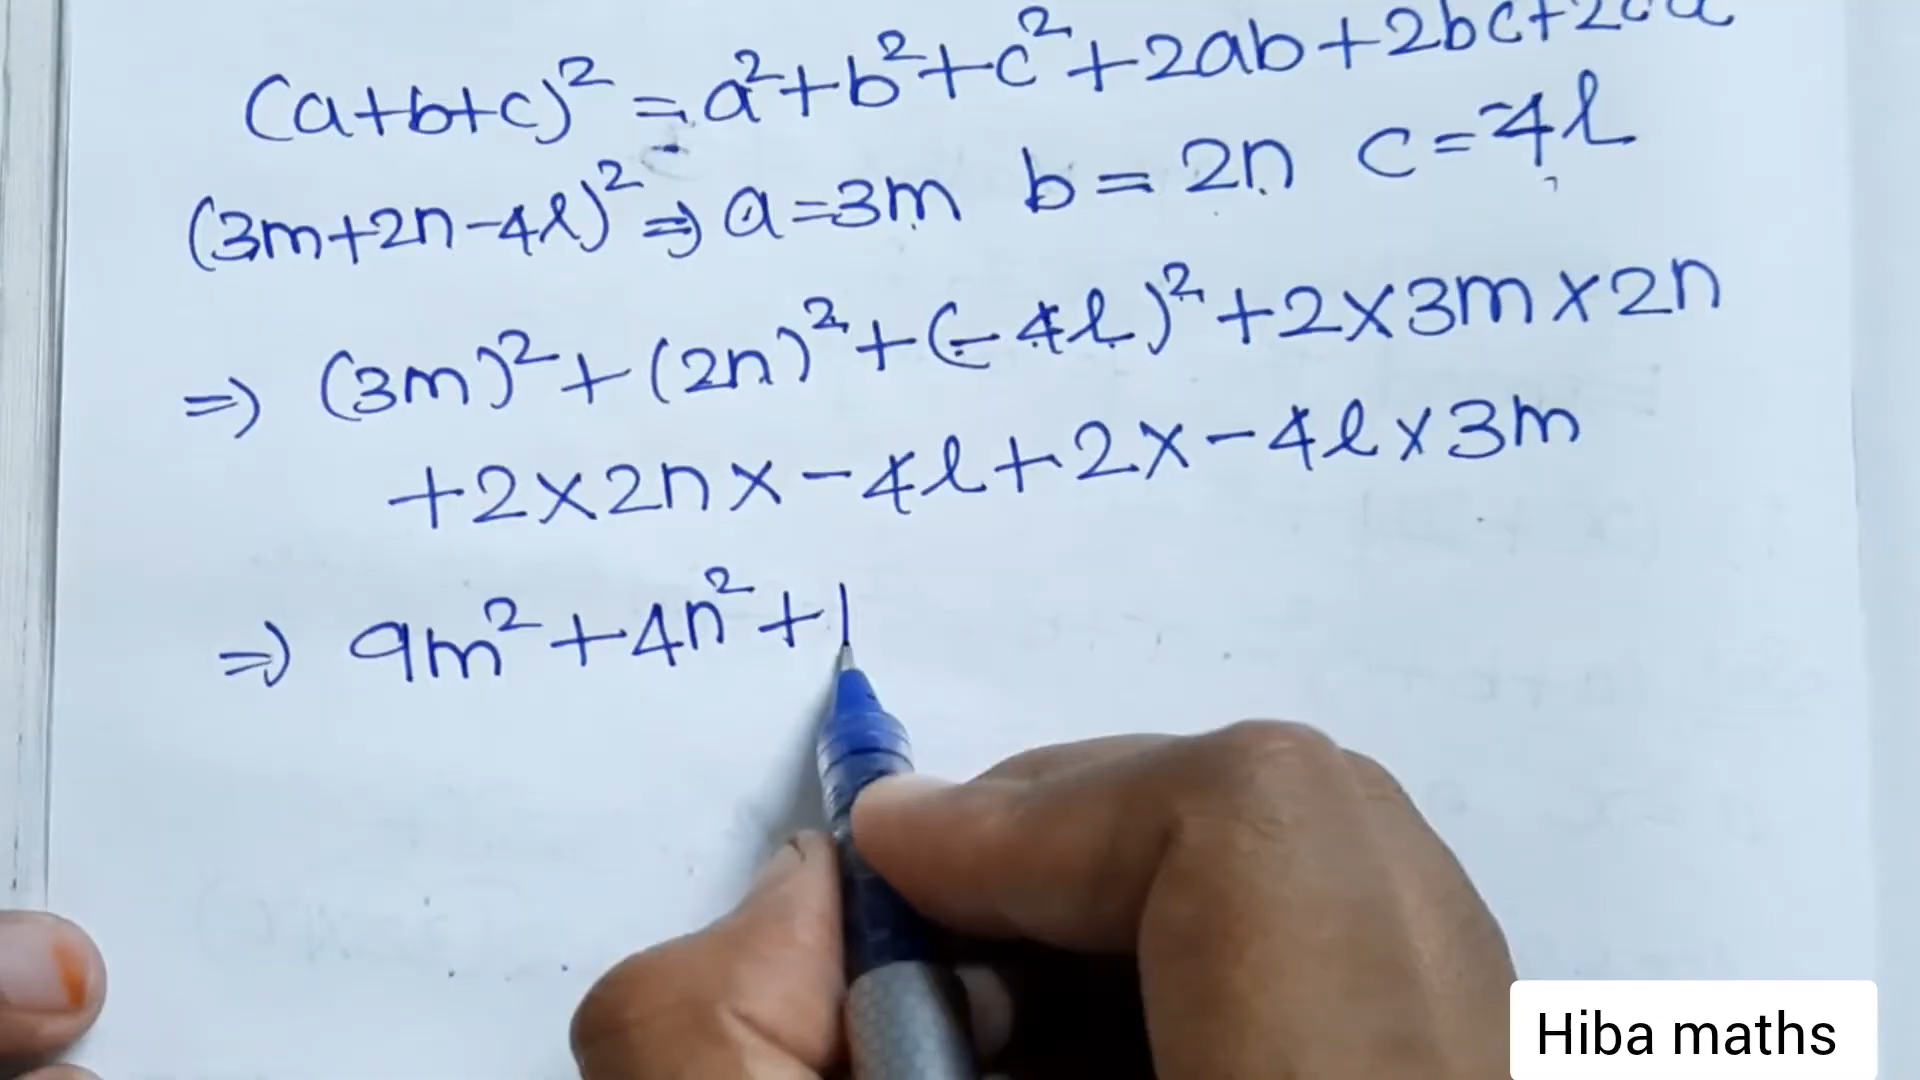 (a+b+c)² = a²+b²+c²+2ab+2bc+2ca
(3m+2n-4l)² ⇒ a=3m b=2n c=-4l
⇒ (3m)²+(2n)²+(-4l)²+2×3m×2n
+2×2n×-4l+2×-4l×3m
⇒ 9m²+4n²+1
Hiba maths